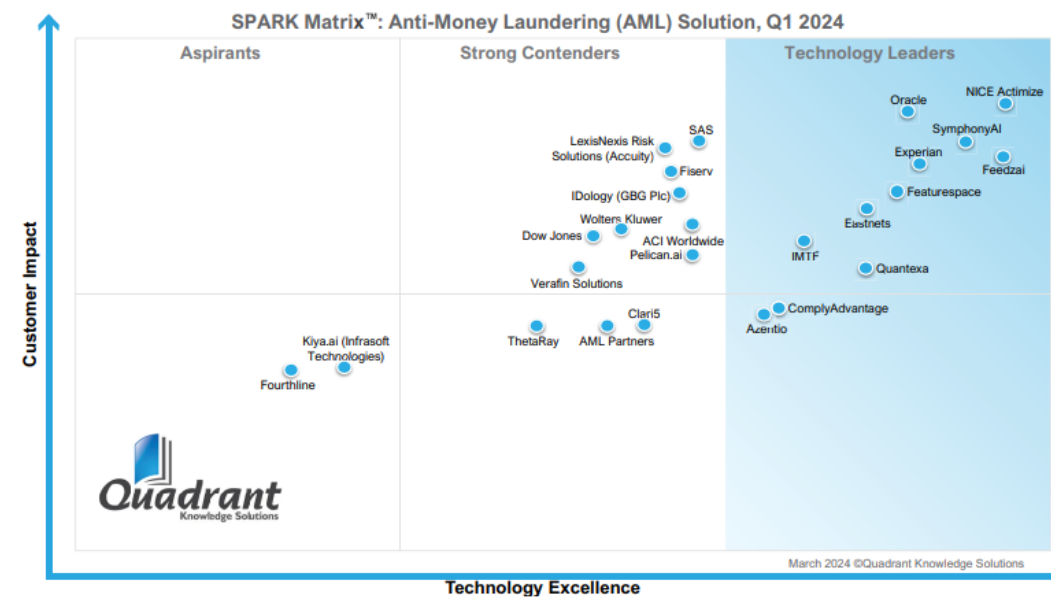 SPARK Matrix™: Anti-Money Laundering (AML) Solution, Q1 2024
Aspirants
Strong Contenders
Technology Leaders
NICE Actimize
Oracle
SymphonyAI
SAS
LexisNexis Risk
Solutions (Accuity)
Experian
Feedzai
Fiserv
IDology (GBG Plc)
Featurespace
Wolters Kluwer
Eastnets
Dow Jones
ACI Worldwide
Pelican.ai
IMTF
Quantexa
Verafin Solutions
ComplyAdvantage
Azentio
Clari5
ThetaRay
AML Partners
Kiya.ai (Infrasoft
Technologies)
Fourthline
Customer Impact
Quadrant
Knowledge Solutions
March 2024 ©Quadrant Knowledge Solutions
Technology Excellence